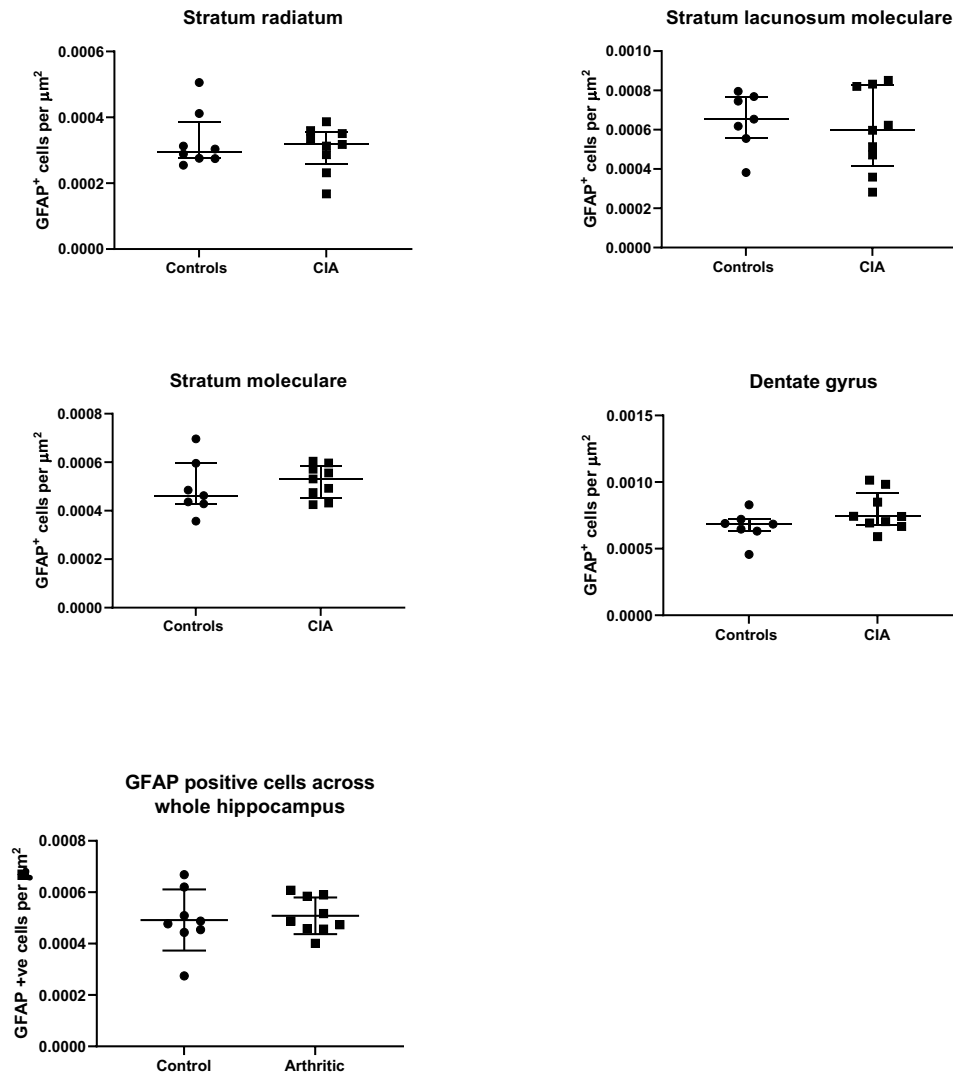 Stratum radiatum
0.0006
0.0004
0.0002
0.0000
GFAP⁺ cells per μm²
Controls CIA
Stratum lacunosum moleculare
0.0010
0.0008
0.0006
0.0004
0.0002
0.0000
GFAP⁺ cells per μm²
Controls CIA
Stratum moleculare
0.0008
0.0006
0.0004
0.0002
0.0000
GFAP⁺ cells per μm²
Controls CIA
Dentate gyrus
0.0015
0.0010
0.0005
0.0000
GFAP⁺ cells per μm²
Controls CIA
GFAP positive cells across
whole hippocampus
0.0008
0.0006
0.0004
0.0002
0.0000
GFAP +ve cells per μm²
Control Arthritic